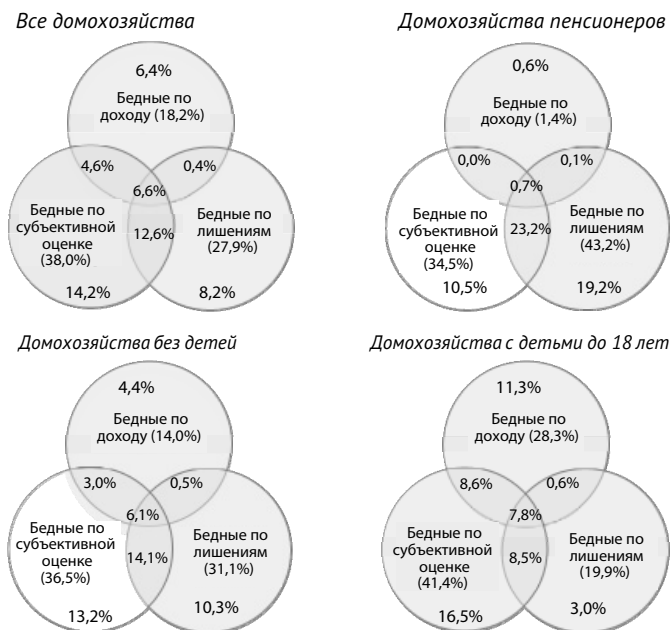 Все домохозяйства
6,4%
Бедные по
доходу (18,2%)
4,6%
0,4%
6,6%
Бедные по
субъективной
оценке
(38,0%)
12,6%
Бедные по
лишениям
(27,9%)
14,2%
8,2%
Домохозяйства пенсионеров
0,6%
Бедные по
доходу (1,4%)
0,0%
0,1%
0,7%
Бедные по
субъективной
оценке
(34,5%)
23,2%
Бедные по
лишениям
(43,2%)
10,5%
19,2%
Домохозяйства без детей
4,4%
Бедные по
доходу (14,0%)
3,0%
0,5%
6,1%
Бедные по
субъективной
оценке
(36,5%)
14,1%
Бедные по
лишениям
(31,1%)
13,2%
10,3%
Домохозяйства с детьми до 18 лет
11,3%
Бедные по
доходу (28,3%)
8,6%
0,6%
7,8%
Бедные по
субъективной
оценке
(41,4%)
8,5%
Бедные по
лишениям
(19,9%)
16,5%
3,0%